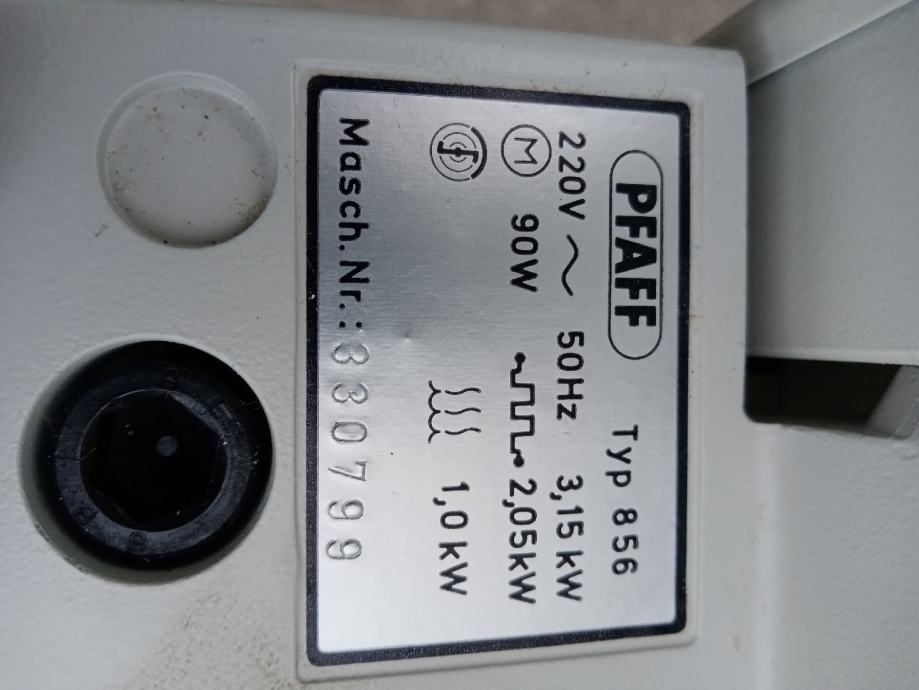 PFAFF Typ 856
220V ~ 50Hz 3,15 kW
M 90W 2,05kW
1,0 kW
Masch.Nr.:330799